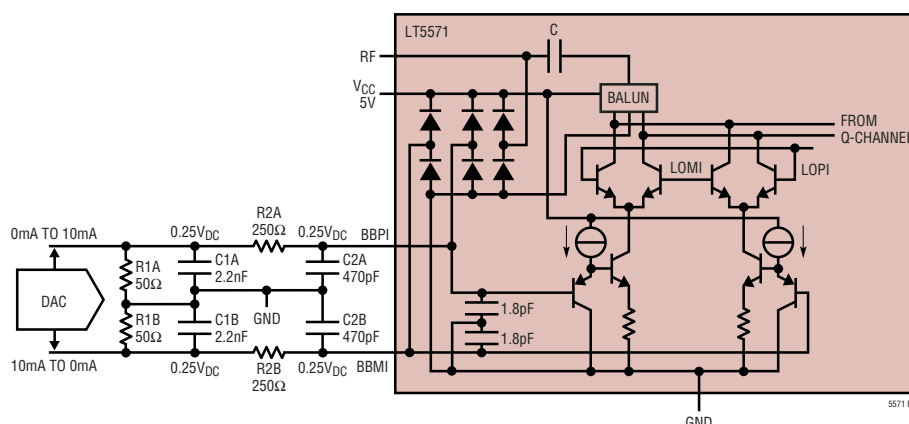 LT5571
C
RF
VCC
5V
BALUN
FROM
Q-CHANNEL
LOMI
LOPI
0mA TO 10mA
0.25VDC
R2A
250Ω
0.25VDC
BBPI
R1A
50Ω
C1A
2.2nF
C2A
470pF
DAC
GND
1.8pF
R1B
50Ω
C1B
2.2nF
C2B
470pF
1.8pF
10mA TO 0mA
0.25VDC
R2B
250Ω
0.25VDC
BBMI
GND